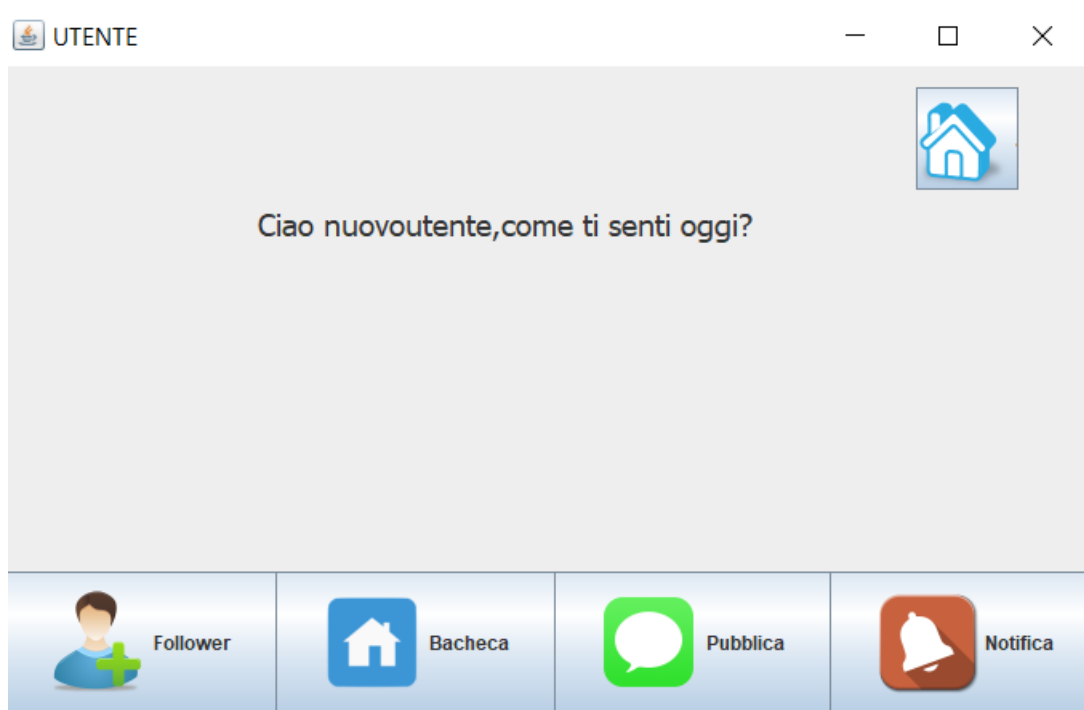 UTENTE
Ciao nuovoutente,come ti senti oggi?
Follower
Bacheca
Pubblica
Notifica